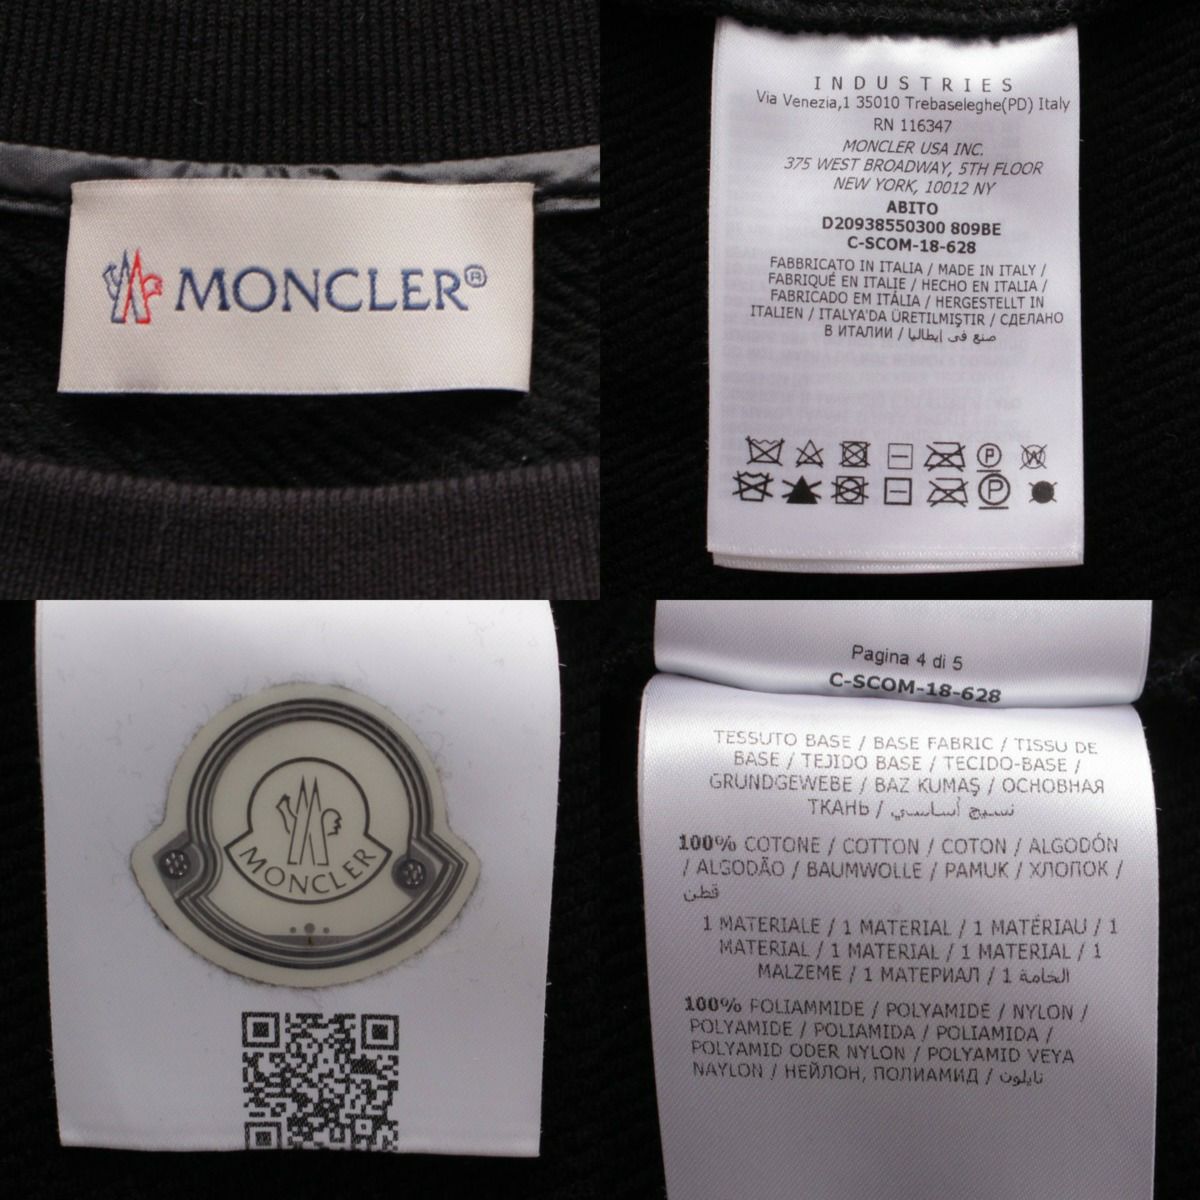 MONCLER®
INDUSTRIES
Via Venezia,1 35010 Trebaseleghe(PD) Italy
RN 116347
MONCLER USA INC.
375 WEST BROADWAY, 5TH FLOOR
NEW YORK, 10012 NY
ABITO
D20938550300 809BE
C-SCOM-18-628
FABBRICATO IN ITALIA / MADE IN ITALY /
FABRIQUÉ EN ITALIE / HECHO EN ITALIA /
FABRICADO EM ITÁLIA / HERGESTELLT IN
ITALIEN / ITALYA'DA ÜRETILMIŞTIR / СДЕЛАНО
В ИТАЛИИ / صنع في إيطاليا
P W
P
MONCLER
Pagina 4 di 5
C-SCOM-18-628
TESSUTO BASE / BASE FABRIC / TISSU DE
BASE / TEJIDO BASE / TECIDO-BASE /
GRUNDGEWEBE / BAZ KUMAŞ / ОСНОВНАЯ
ТКАНЬ / نسيج أساسي
100% COTONE / COTTON / COTON / ALGODÓN
/ ALGODÃO / BAUMWOLLE / PAMUK / ХЛОПОК /
قطن
1 MATERIALE / 1 MATERIAL / 1 MATÉRIAU / 1
MATERIAL / 1 MATERIAL / 1 MATERIAL / 1
MALZEME / 1 МАТЕРИАЛ / 1 الخامة
100% POLIAMMIDE / POLYAMIDE / NYLON /
POLYAMIDE / POLIAMIDA / POLIAMIDA /
POLYAMID ODER NYLON / POLYAMID VEYA
NAYLON / НЕЙЛОН, ПОЛИАМИД / نايلون